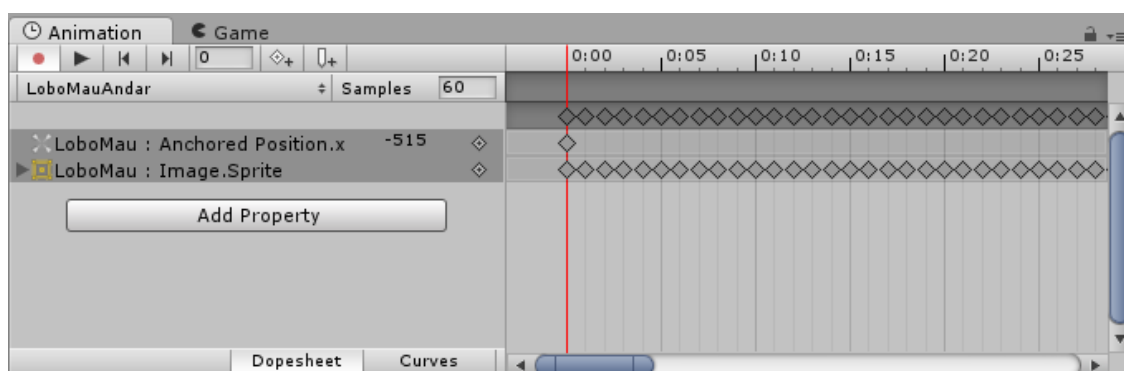 Animation Game
0 0:00 0:05 0:10 0:15 0:20 0:25
LoboMauAndar Samples 60
LoboMau : Anchored Position.x -515
LoboMau : Image.Sprite
Add Property
Dopesheet Curves